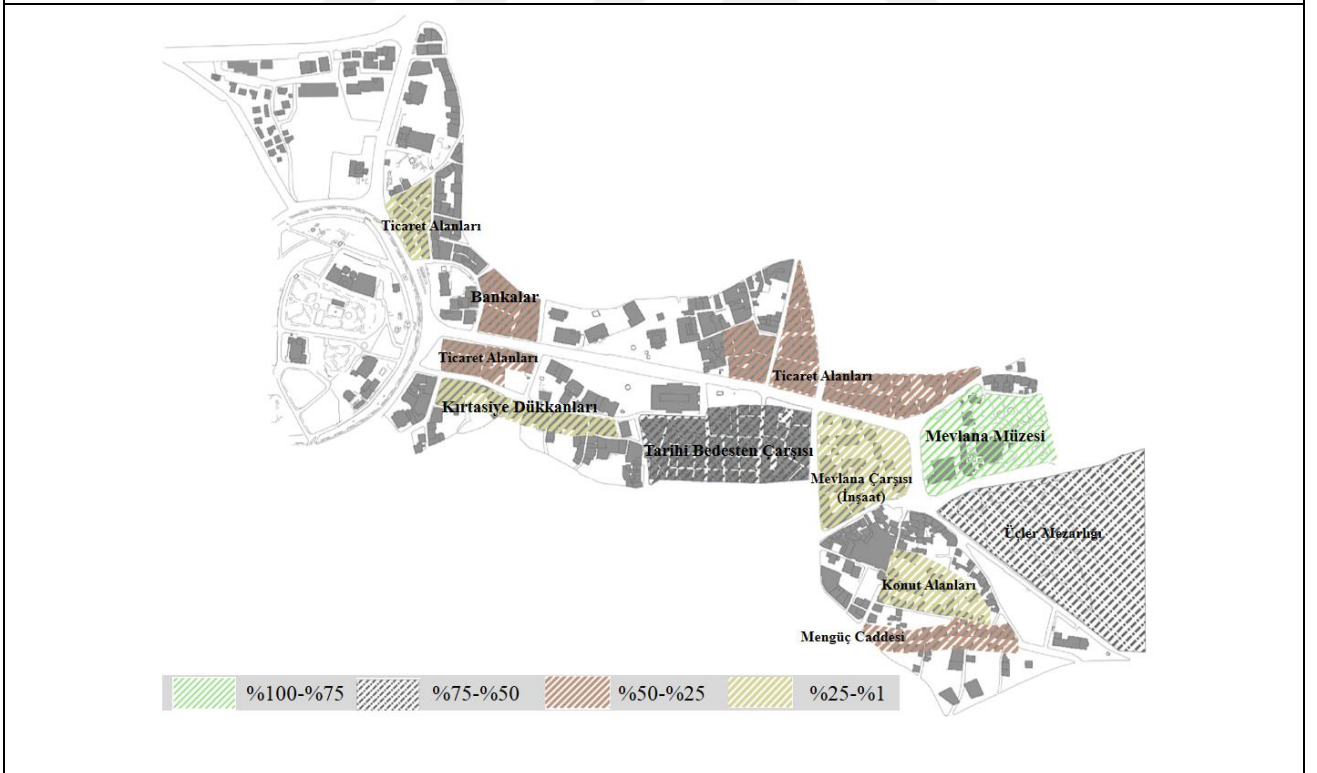 Ticaret Alanları
Bankalar
Ticaret Alanları
Ticaret Alanları
Kırtasiye Dükkanları
Mevlana Müzesi
Tarihi Bedesten Çarşısı
Mevlana Çarşısı
(İnşaat)
Üçler Mezarlığı
Konut Alanları
Mengüç Caddesi
%100-%75 %75-%50 %50-%25 %25-%1